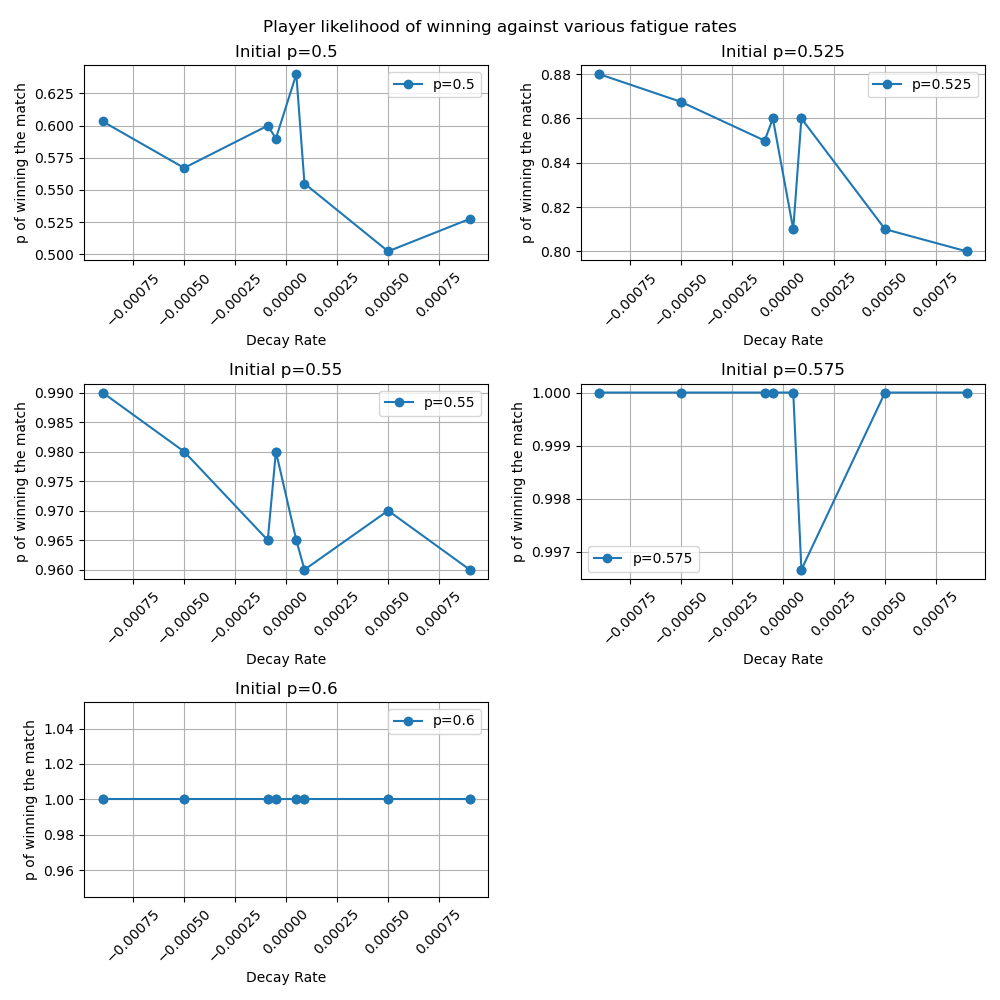 Player likelihood of winning against various fatigue rates
Initial p=0.5
p of winning the match
0.625
0.600
0.575
0.550
0.525
0.500
p=0.5
−0.00075
−0.00050
−0.00025
0.00000
0.00025
0.00050
0.00075
Decay Rate
Initial p=0.525
p of winning the match
0.88
0.86
0.84
0.82
0.80
p=0.525
−0.00075
−0.00050
−0.00025
0.00000
0.00025
0.00050
0.00075
Decay Rate
Initial p=0.55
p of winning the match
0.990
0.985
0.980
0.975
0.970
0.965
0.960
p=0.55
−0.00075
−0.00050
−0.00025
0.00000
0.00025
0.00050
0.00075
Decay Rate
Initial p=0.575
p of winning the match
1.000
0.999
0.998
0.997
p=0.575
−0.00075
−0.00050
−0.00025
0.00000
0.00025
0.00050
0.00075
Decay Rate
Initial p=0.6
p of winning the match
1.04
1.02
1.00
0.98
0.96
p=0.6
−0.00075
−0.00050
−0.00025
0.00000
0.00025
0.00050
0.00075
Decay Rate